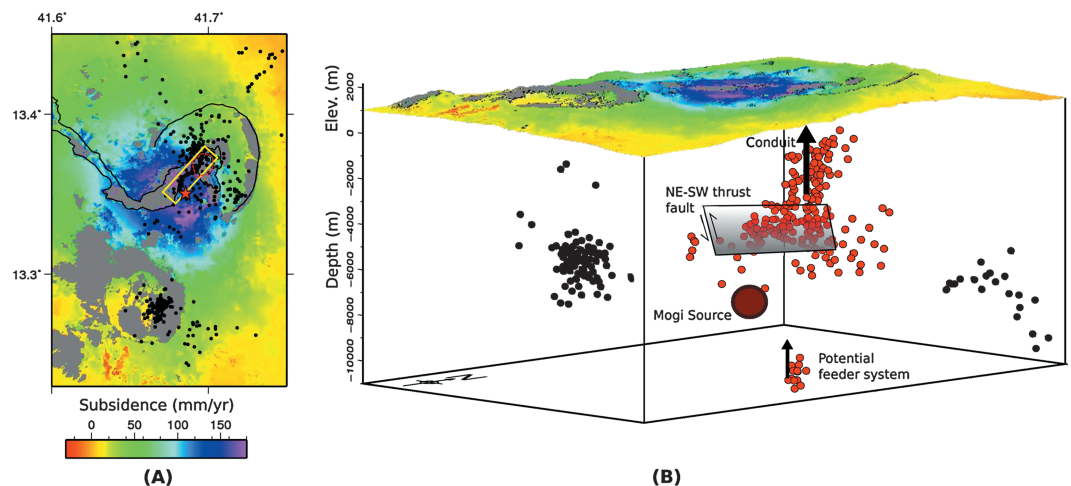 41.6°
41.7°
13.4°
13.3°
Subsidence (mm/yr)
0
50
100
150
(A)
Elev. (m)
2000
0
−2000
−4000
−6000
−8000
−10000
Depth (m)
Conduit
NE-SW thrust
fault
Mogi Source
Potential
feeder system
N
(B)